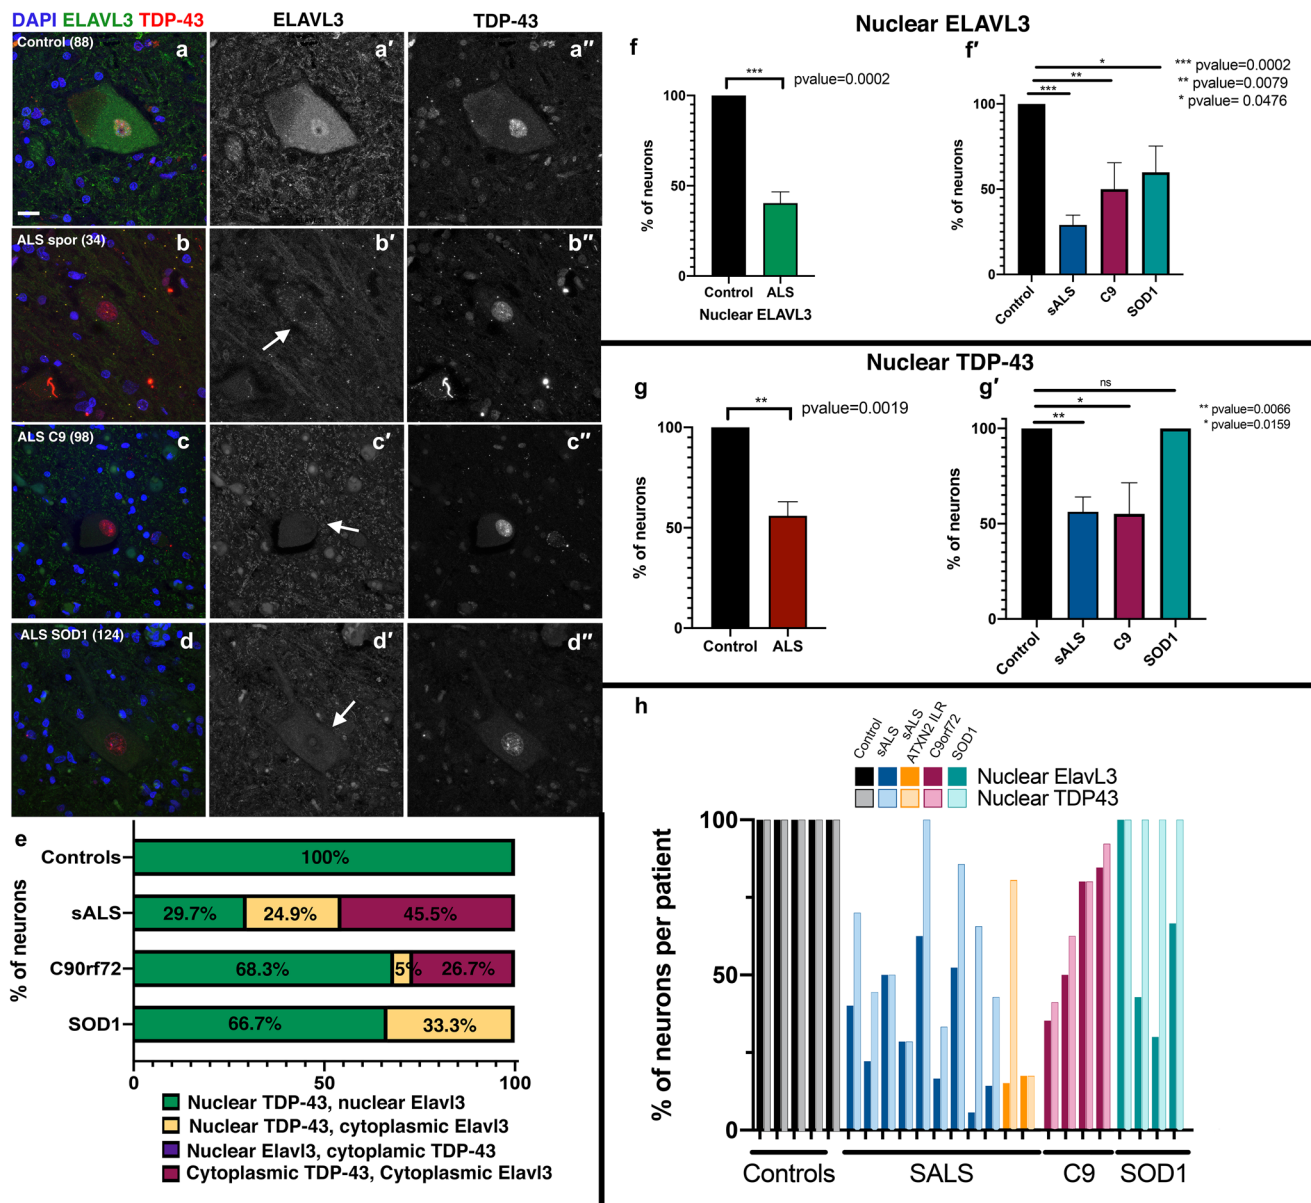 DAPI ELAVL3 TDP-43
ELAVL3
TDP-43
Control (88)
a
a′
a″
ALS spor (34)
b
b′
b″
ALS C9 (98)
c
c′
c″
ALS SOD1 (124)
d
d′
d″
e
% of neurons
Controls
100%
sALS
29.7%
24.9%
45.5%
C90rf72
68.3%
5%
26.7%
SOD1
66.7%
33.3%
0
50
100
Nuclear TDP-43, nuclear Elavl3
Nuclear TDP-43, cytoplasmic Elavl3
Nuclear Elavl3, cytoplamic TDP-43
Cytoplasmic TDP-43, Cytoplasmic Elavl3
Nuclear ELAVL3
f
***
pvalue=0.0002
% of neurons
100
50
0
Control
ALS
Nuclear ELAVL3
f′
*
**
***
*** pvalue=0.0002
** pvalue=0.0079
* pvalue= 0.0476
% of neurons
100
50
0
Control
sALS
C9
SOD1
Nuclear TDP-43
g
**
pvalue=0.0019
% of neurons
100
50
0
Control
ALS
g′
ns
*
**
** pvalue=0.0066
* pvalue=0.0159
% of neurons
100
50
0
Control
sALS
C9
SOD1
h
Control
sALS
sALS
ATXN2 ILR
C9orf72
SOD1
Nuclear ElavL3
Nuclear TDP43
% of neurons per patient
100
50
0
Controls
SALS
C9
SOD1